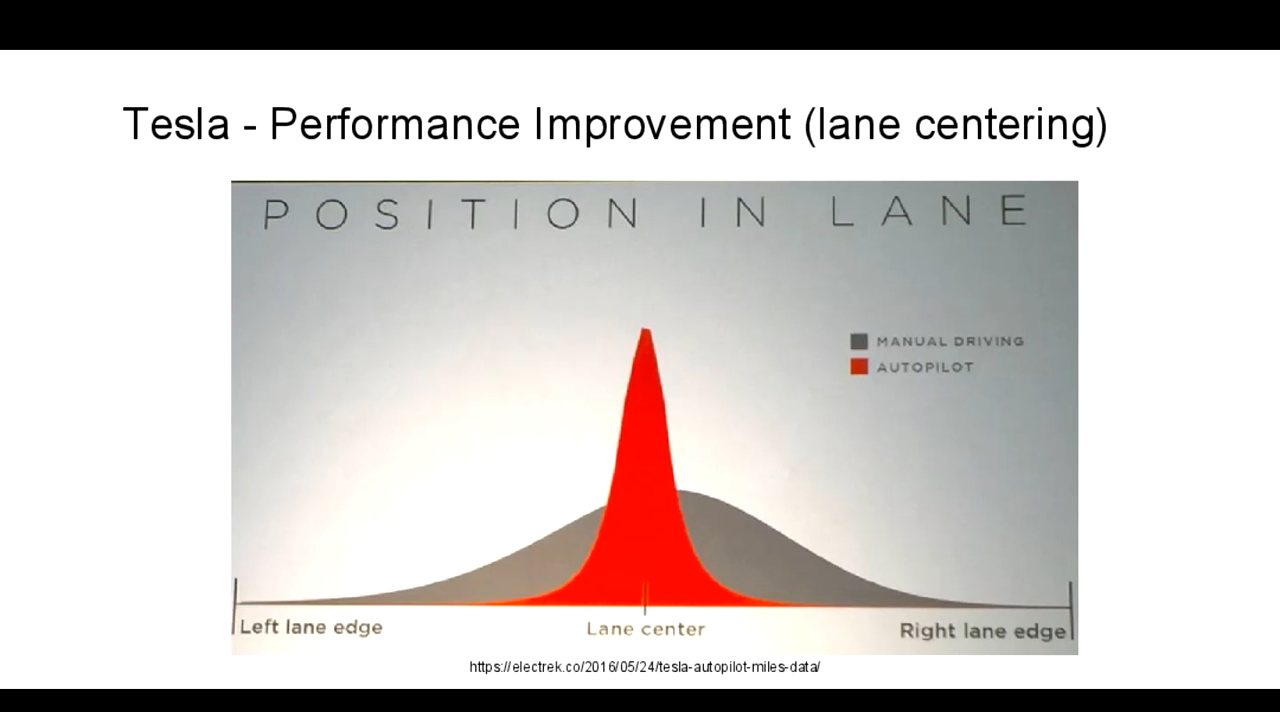 Tesla - Performance Improvement (lane centering)
POSITION IN LANE
MANUAL DRIVING
AUTOPILOT
Left lane edge
Lane center
Right lane edge
https://electrek.co/2016/05/24/tesla-autopilot-miles-data/